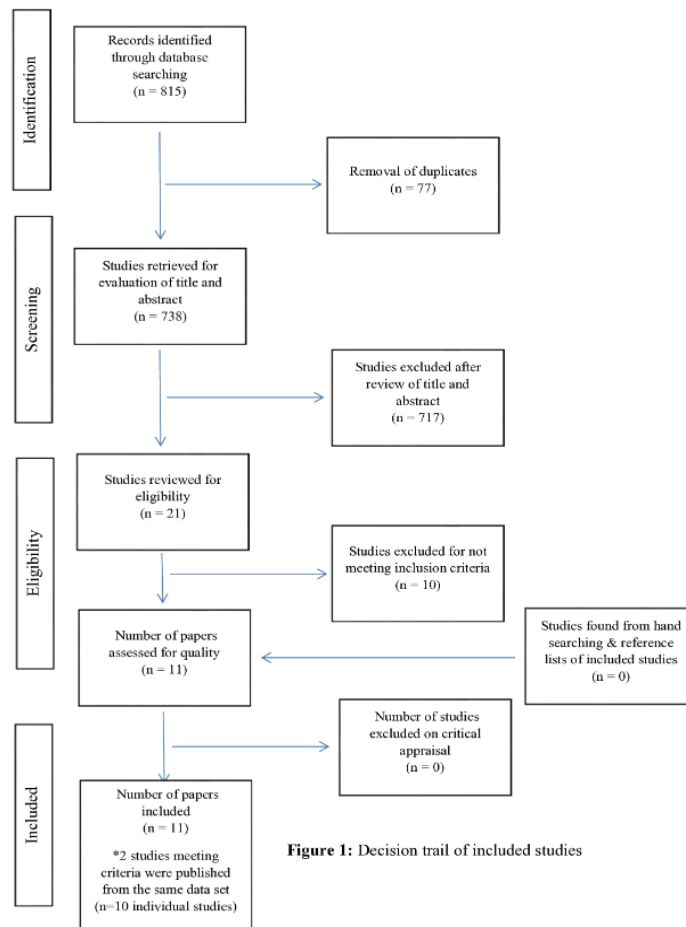 Identification
Records identified
through database
searching
(n = 815)
Removal of duplicates
(n = 77)
Screening
Studies retrieved for
evaluation of title and
abstract
(n = 738)
Studies excluded after
review of title and
abstract
(n = 717)
Eligibility
Studies reviewed for
eligibility
(n = 21)
Studies excluded for not
meeting inclusion criteria
(n = 10)
Number of papers
assessed for quality
(n = 11)
Studies found from hand
searching & reference
lists of included studies
(n = 0)
Included
Number of studies
excluded on critical
appraisal
(n = 0)
Number of papers
included
(n = 11)
*2 studies meeting
criteria were published
from the same data set
(n=10 individual studies)
Figure 1: Decision trail of included studies